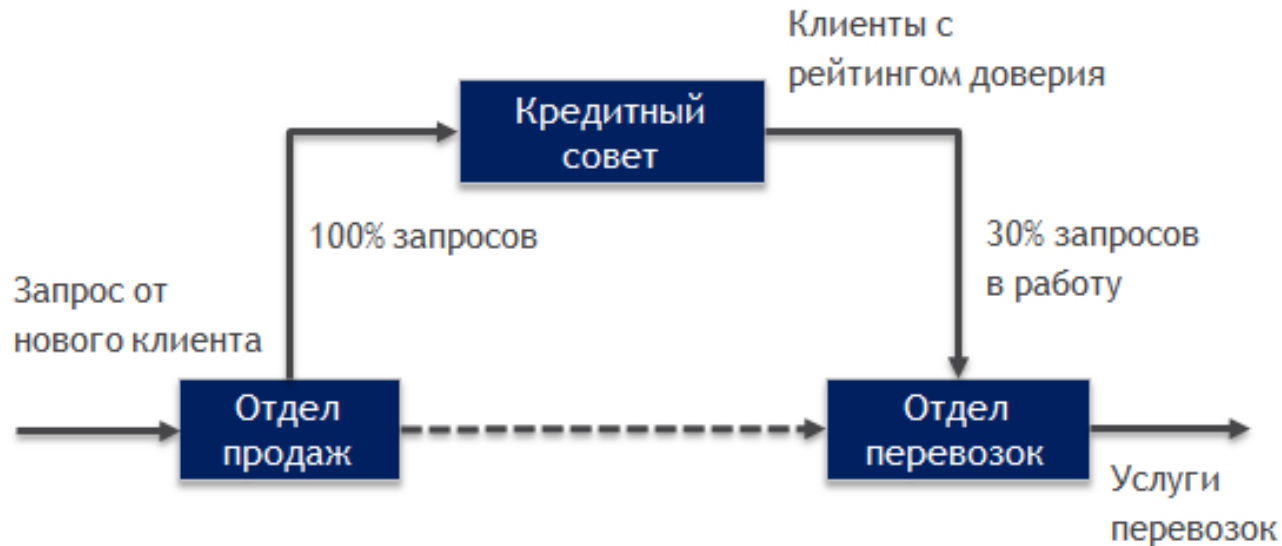 Клиенты с
рейтингом доверия
Кредитный
совет
100% запросов
30% запросов
в работу
Запрос от
нового клиента
Отдел
продаж
Отдел
перевозок
Услуги
перевозок